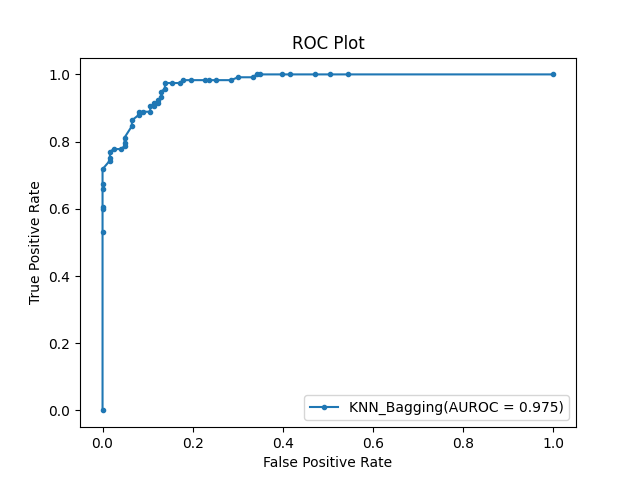 ROC Plot
True Positive Rate
1.0
0.8
0.6
0.4
0.2
0.0
KNN_Bagging(AUROC = 0.975)
0.0 0.2 0.4 0.6 0.8 1.0
False Positive Rate